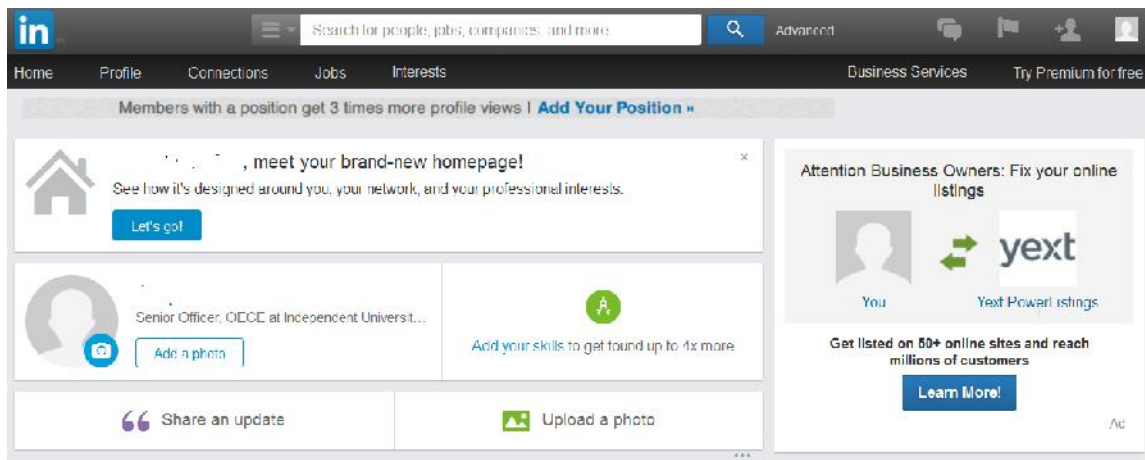 in
Search for people, jobs, companies, and more
Advanced
Home Profile Connections Jobs Interests Business Services Try Premium for free
Members with a position get 3 times more profile views | Add Your Position »
, meet your brand-new homepage!
See how it's designed around you, your network, and your professional interests.
Let's go!
Senior Officer, OECE at Independent Universit...
Add a photo
Add your skills to get found up to 4x more
Share an update
Upload a photo
Attention Business Owners: Fix your online
listings
yext
You Yext PowerListings
Get listed on 50+ online sites and reach
millions of customers
Learn More!
Ad